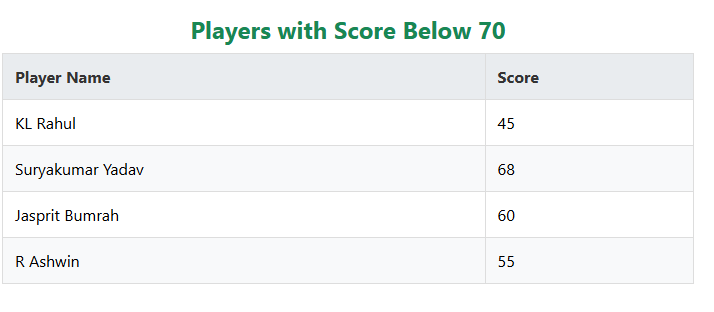 Players with Score Below 70
Player Name Score
KL Rahul 45
Suryakumar Yadav 68
Jasprit Bumrah 60
R Ashwin 55